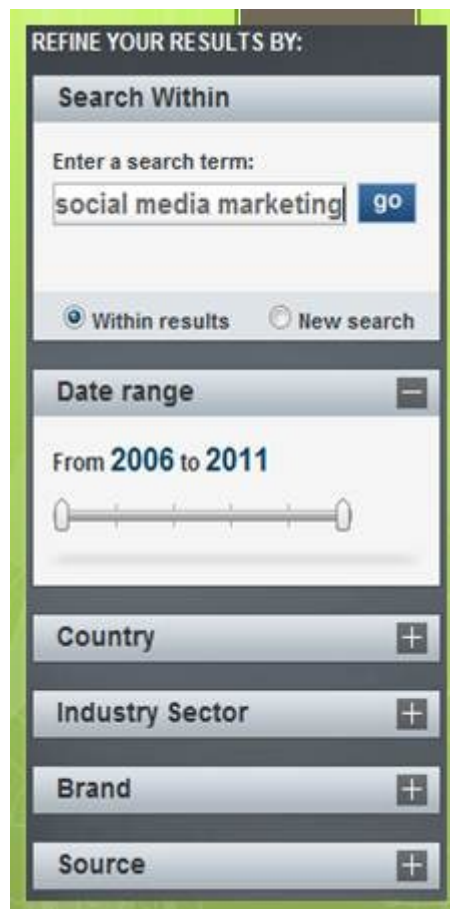 REFINE YOUR RESULTS BY:
Search Within
Enter a search term:
social media marketing go
Within results New search
Date range
From 2006 to 2011
Country
Industry Sector
Brand
Source